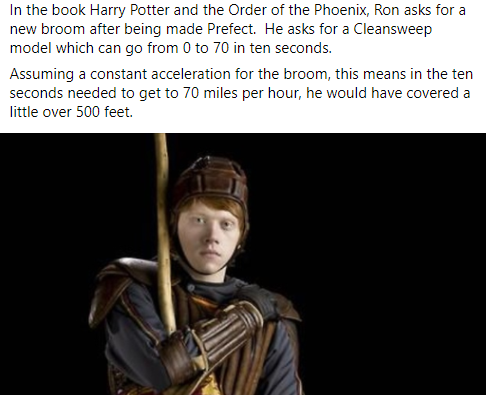 In the book Harry Potter and the Order of the Phoenix, Ron asks for a
new broom after being made Prefect.  He asks for a Cleansweep
model which can go from 0 to 70 in ten seconds.
Assuming a constant acceleration for the broom, this means in the ten
seconds needed to get to 70 miles per hour, he would have covered a
little over 500 feet.